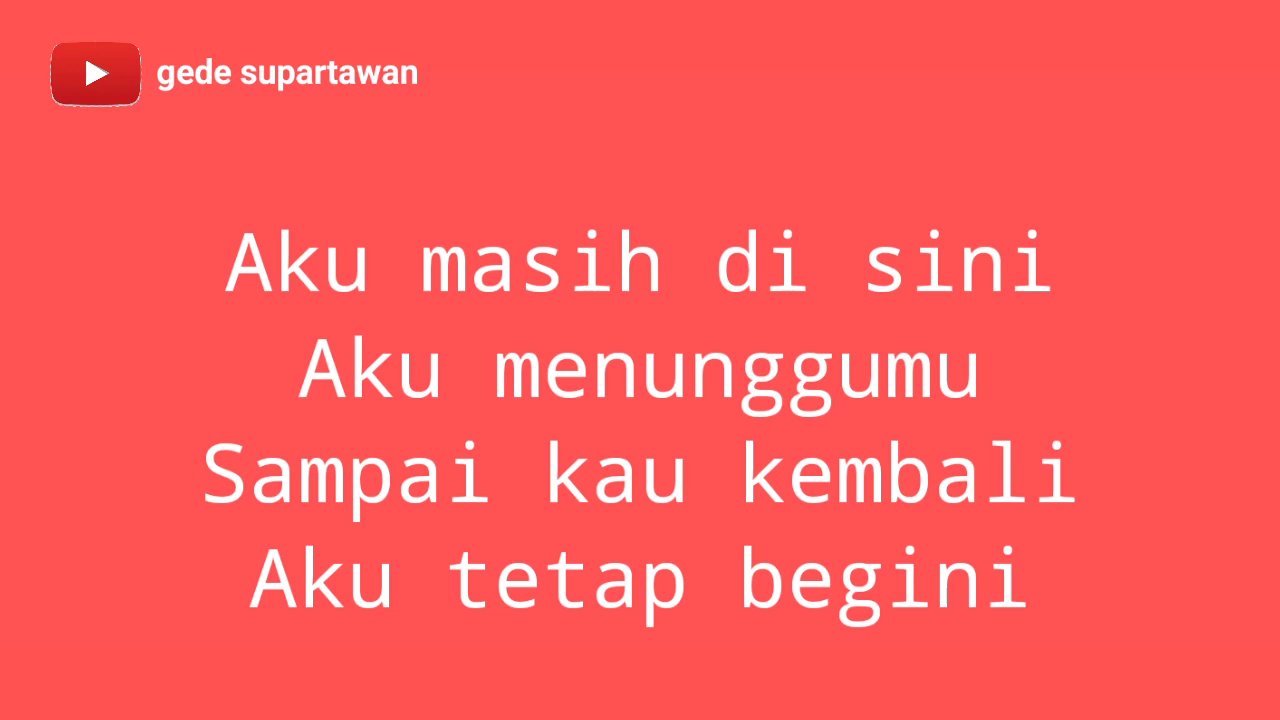 gede supartawan
Aku masih di sini
Aku menunggumu
Sampai kau kembali
Aku tetap begini